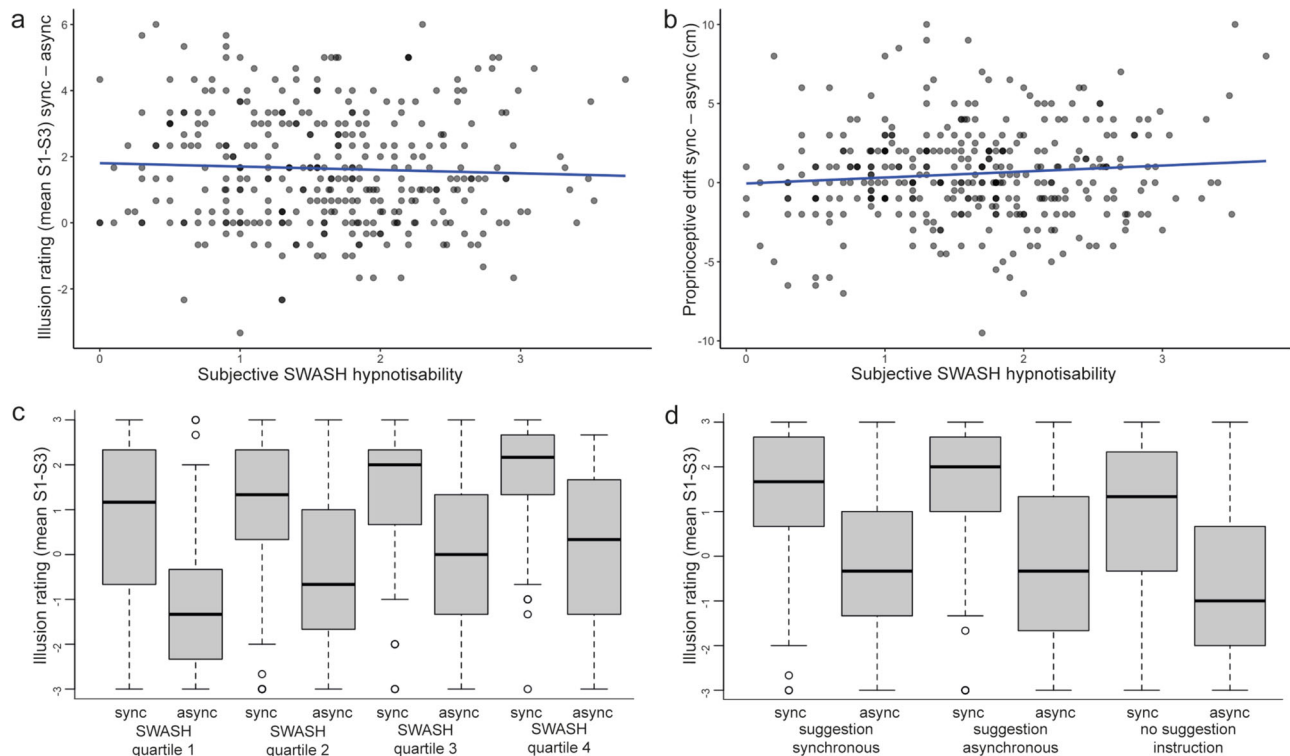 a
Illusion rating (mean S1-S3) sync – async
6
4
2
0
-2
0
1
2
3
Subjective SWASH hypnotisability
b
Proprioceptive drift sync – async (cm)
10
5
0
-5
-10
0
1
2
3
Subjective SWASH hypnotisability
c
Illusion rating (mean S1-S3)
3
2
1
0
-1
-2
-3
sync async sync async sync async sync async
SWASH quartile 1
SWASH quartile 2
SWASH quartile 3
SWASH quartile 4
d
Illusion rating (mean S1-S3)
3
2
1
0
-1
-2
-3
sync async sync async sync async
suggestion synchronous
suggestion asynchronous
no suggestion instruction